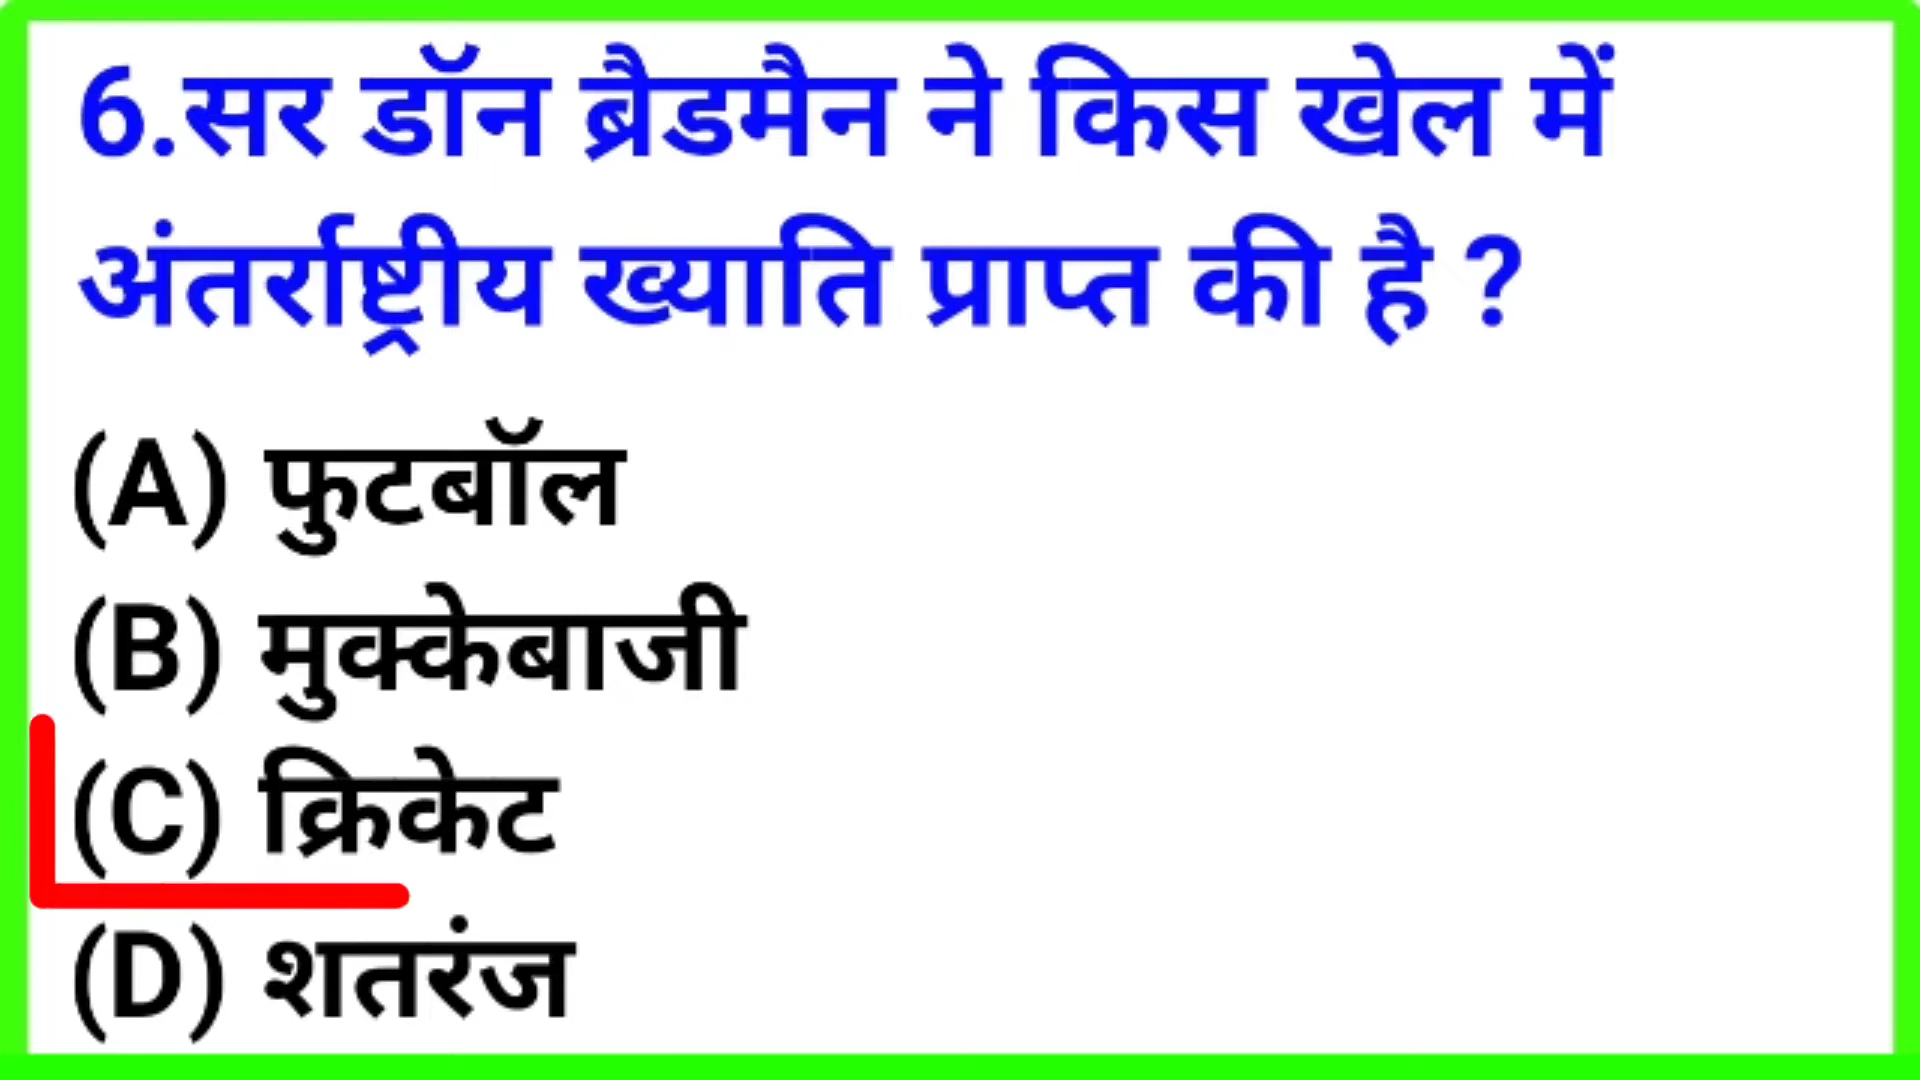 6.सर डॉन ब्रैडमैन ने किस खेल में
अंतर्राष्ट्रीय ख्याति प्राप्त की है ?
(A) फुटबॉल
(B) मुक्केबाजी
(C) क्रिकेट
(D) शतरंज